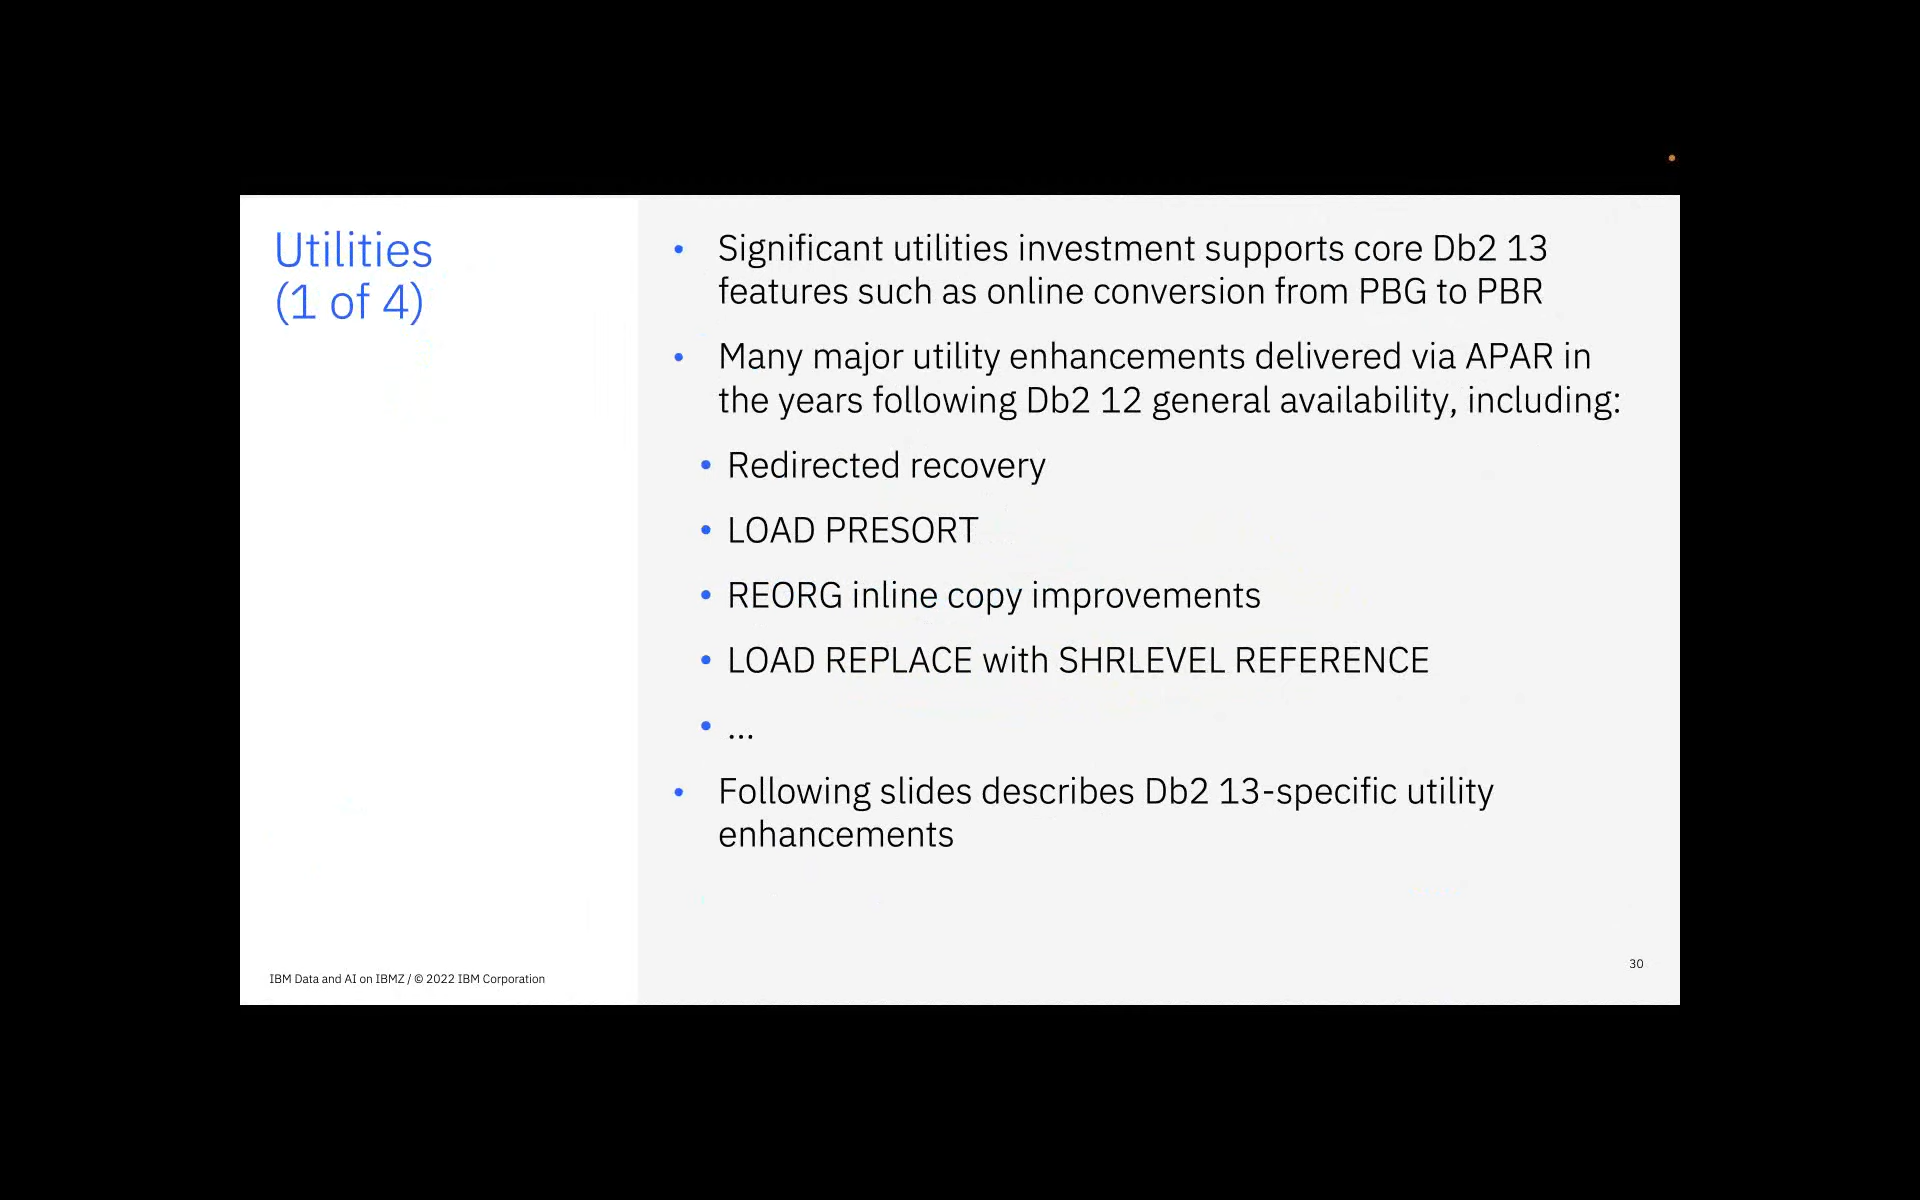 Utilities
(1 of 4)
• Significant utilities investment supports core Db2 13
features such as online conversion from PBG to PBR
• Many major utility enhancements delivered via APAR in
the years following Db2 12 general availability, including:
• Redirected recovery
• LOAD PRESORT
• REORG inline copy improvements
• LOAD REPLACE with SHRLEVEL REFERENCE
• ...
• Following slides describes Db2 13-specific utility
enhancements
IBM Data and AI on IBMZ / © 2022 IBM Corporation
30